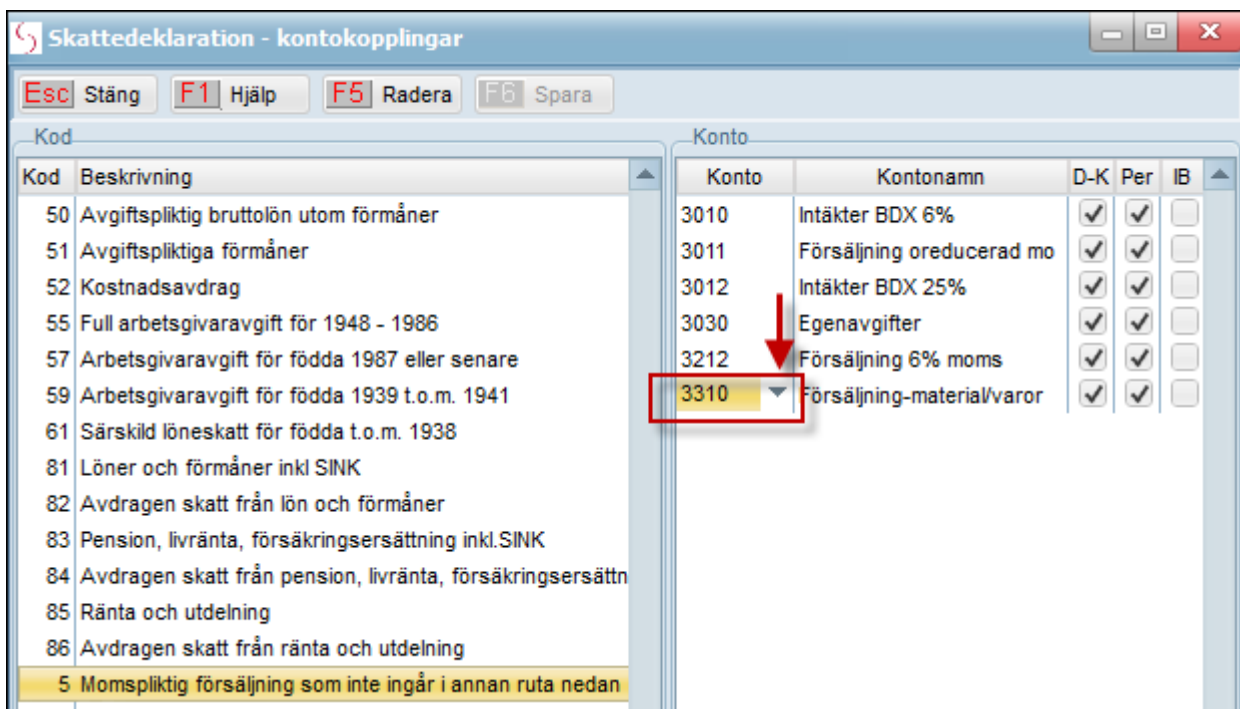 Skattedeklaration - kontokopplingar
Esc Stäng F1 Hjälp F5 Radera F6 Spara
Kod
Kod Beskrivning
50 Avgiftspliktig bruttolön utom förmåner
51 Avgiftspliktiga förmåner
52 Kostnadsavdrag
55 Full arbetsgivaravgift för 1948 - 1986
57 Arbetsgivaravgift för födda 1987 eller senare
59 Arbetsgivaravgift för födda 1939 t.o.m. 1941
61 Särskild löneskatt för födda t.o.m. 1938
81 Löner och förmåner inkl SINK
82 Avdragen skatt från lön och förmåner
83 Pension, livränta, försäkringsersättning inkl.SINK
84 Avdragen skatt från pension, livränta, försäkringsersättn
85 Ränta och utdelning
86 Avdragen skatt från ränta och utdelning
5 Momspliktig försäljning som inte ingår i annan ruta nedan
Konto
Konto Kontonamn D-K Per IB
3010 Intäkter BDX 6%
3011 Försäljning oreducerad mo
3012 Intäkter BDX 25%
3030 Egenavgifter
3212 Försäljning 6% moms
3310 Försäljning-material/varor